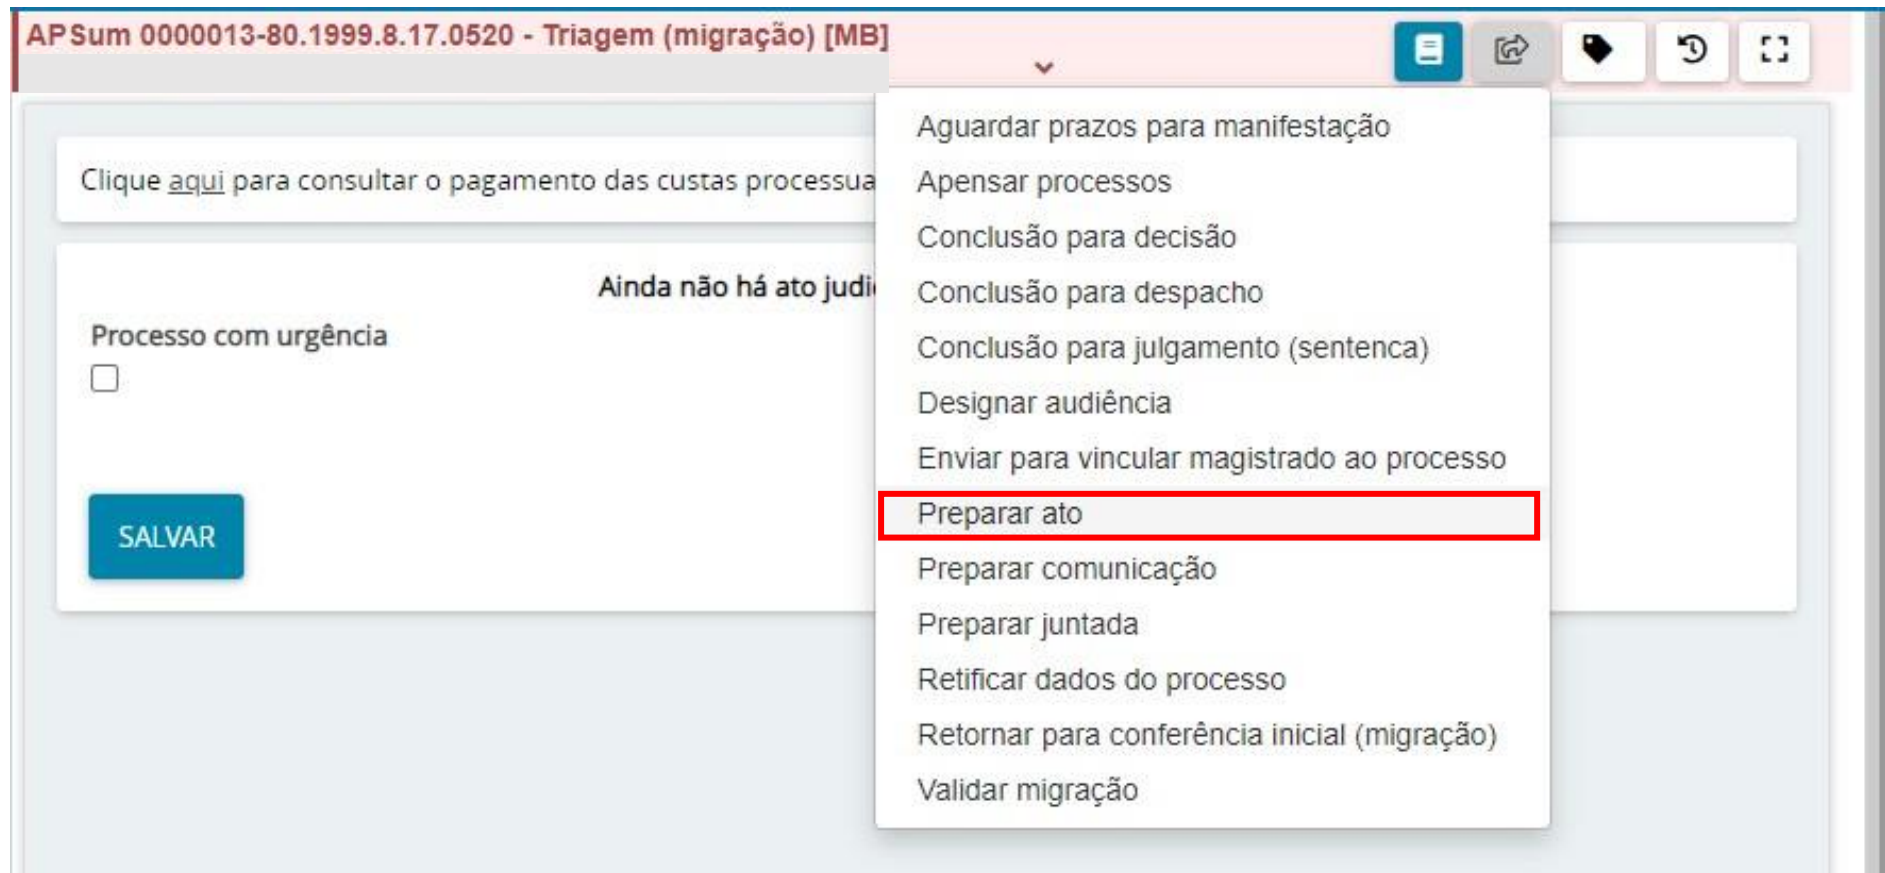 APSum 0000013-80.1999.8.17.0520 - Triagem (migração) [MB]
Clique aqui para consultar o pagamento das custas processua
Ainda não há ato judi
Processo com urgência
SALVAR
Aguardar prazos para manifestação
Apensar processos
Conclusão para decisão
Conclusão para despacho
Conclusão para julgamento (sentenca)
Designar audiência
Enviar para vincular magistrado ao processo
Preparar ato
Preparar comunicação
Preparar juntada
Retificar dados do processo
Retornar para conferência inicial (migração)
Validar migração